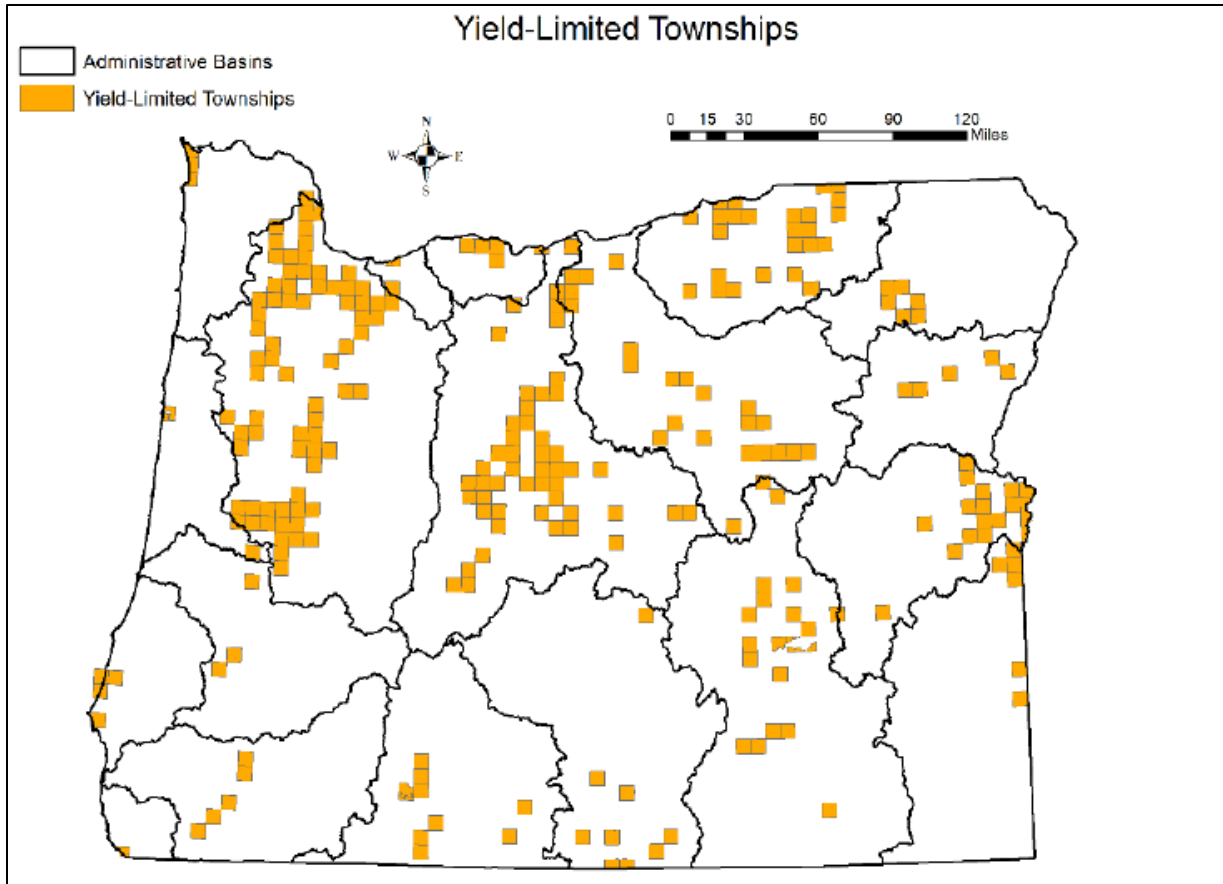 Yield-Limited Townships
Administrative Basins
Yield-Limited Townships
0 15 30 60 90 120
Miles
N
W E
S